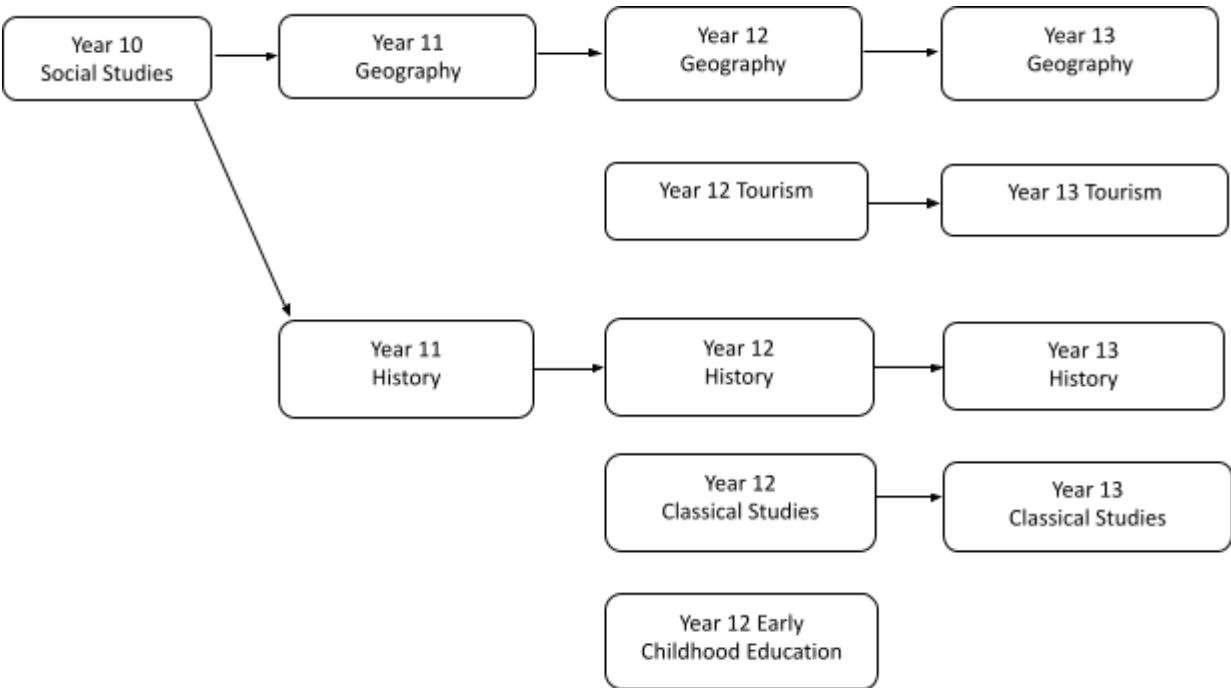 Year 10
Social Studies
Year 11
Geography
Year 12
Geography
Year 13
Geography
Year 12 Tourism
Year 13 Tourism
Year 11
History
Year 12
History
Year 13
History
Year 12
Classical Studies
Year 13
Classical Studies
Year 12 Early
Childhood Education